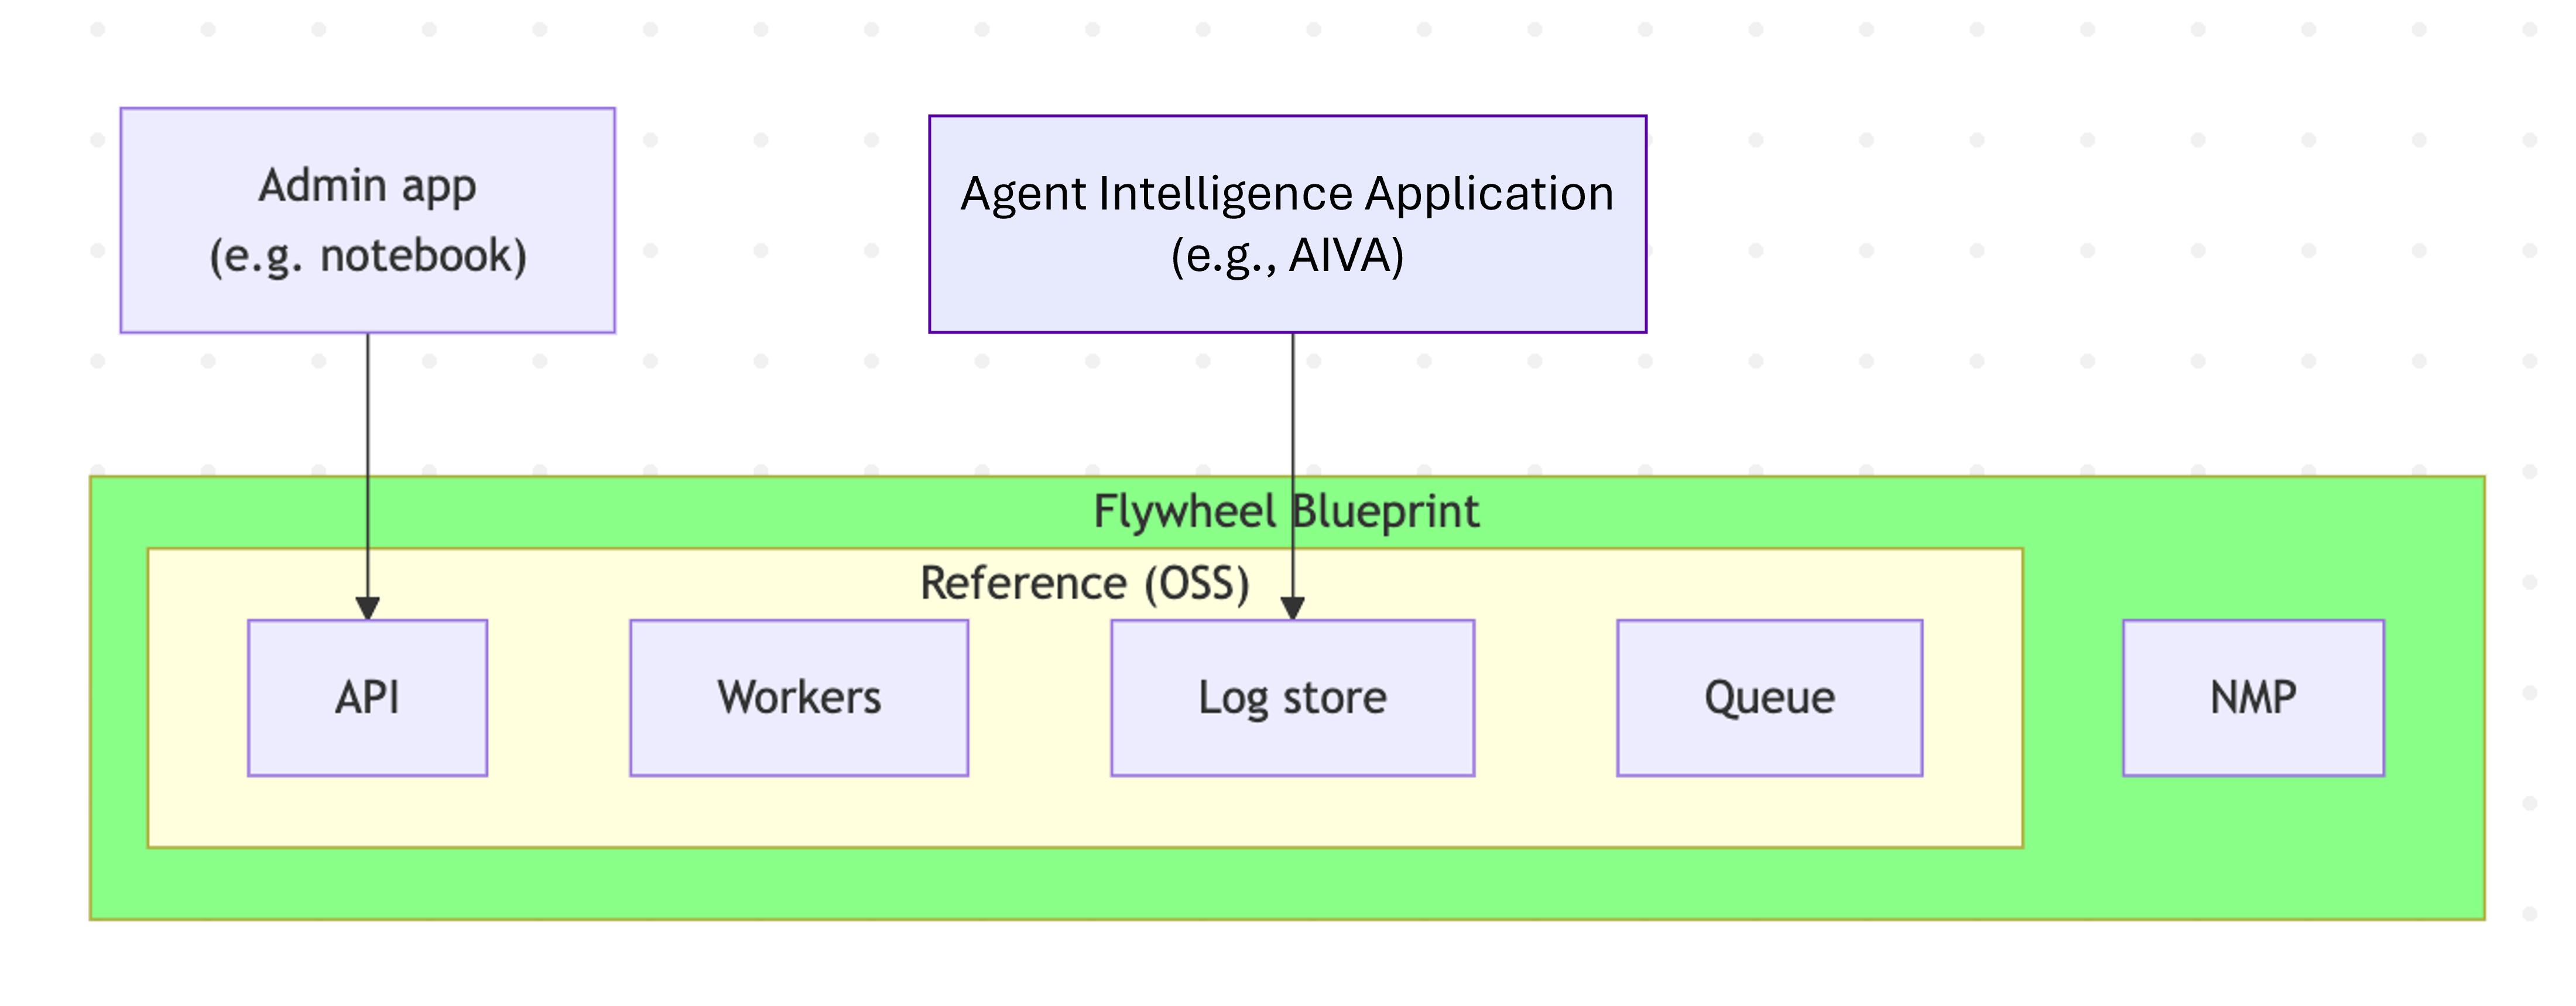 Admin app
(e.g. notebook)
Agent Intelligence Application
(e.g., AIVA)
Flywheel Blueprint
Reference (OSS)
API
Workers
Log store
Queue
NMP